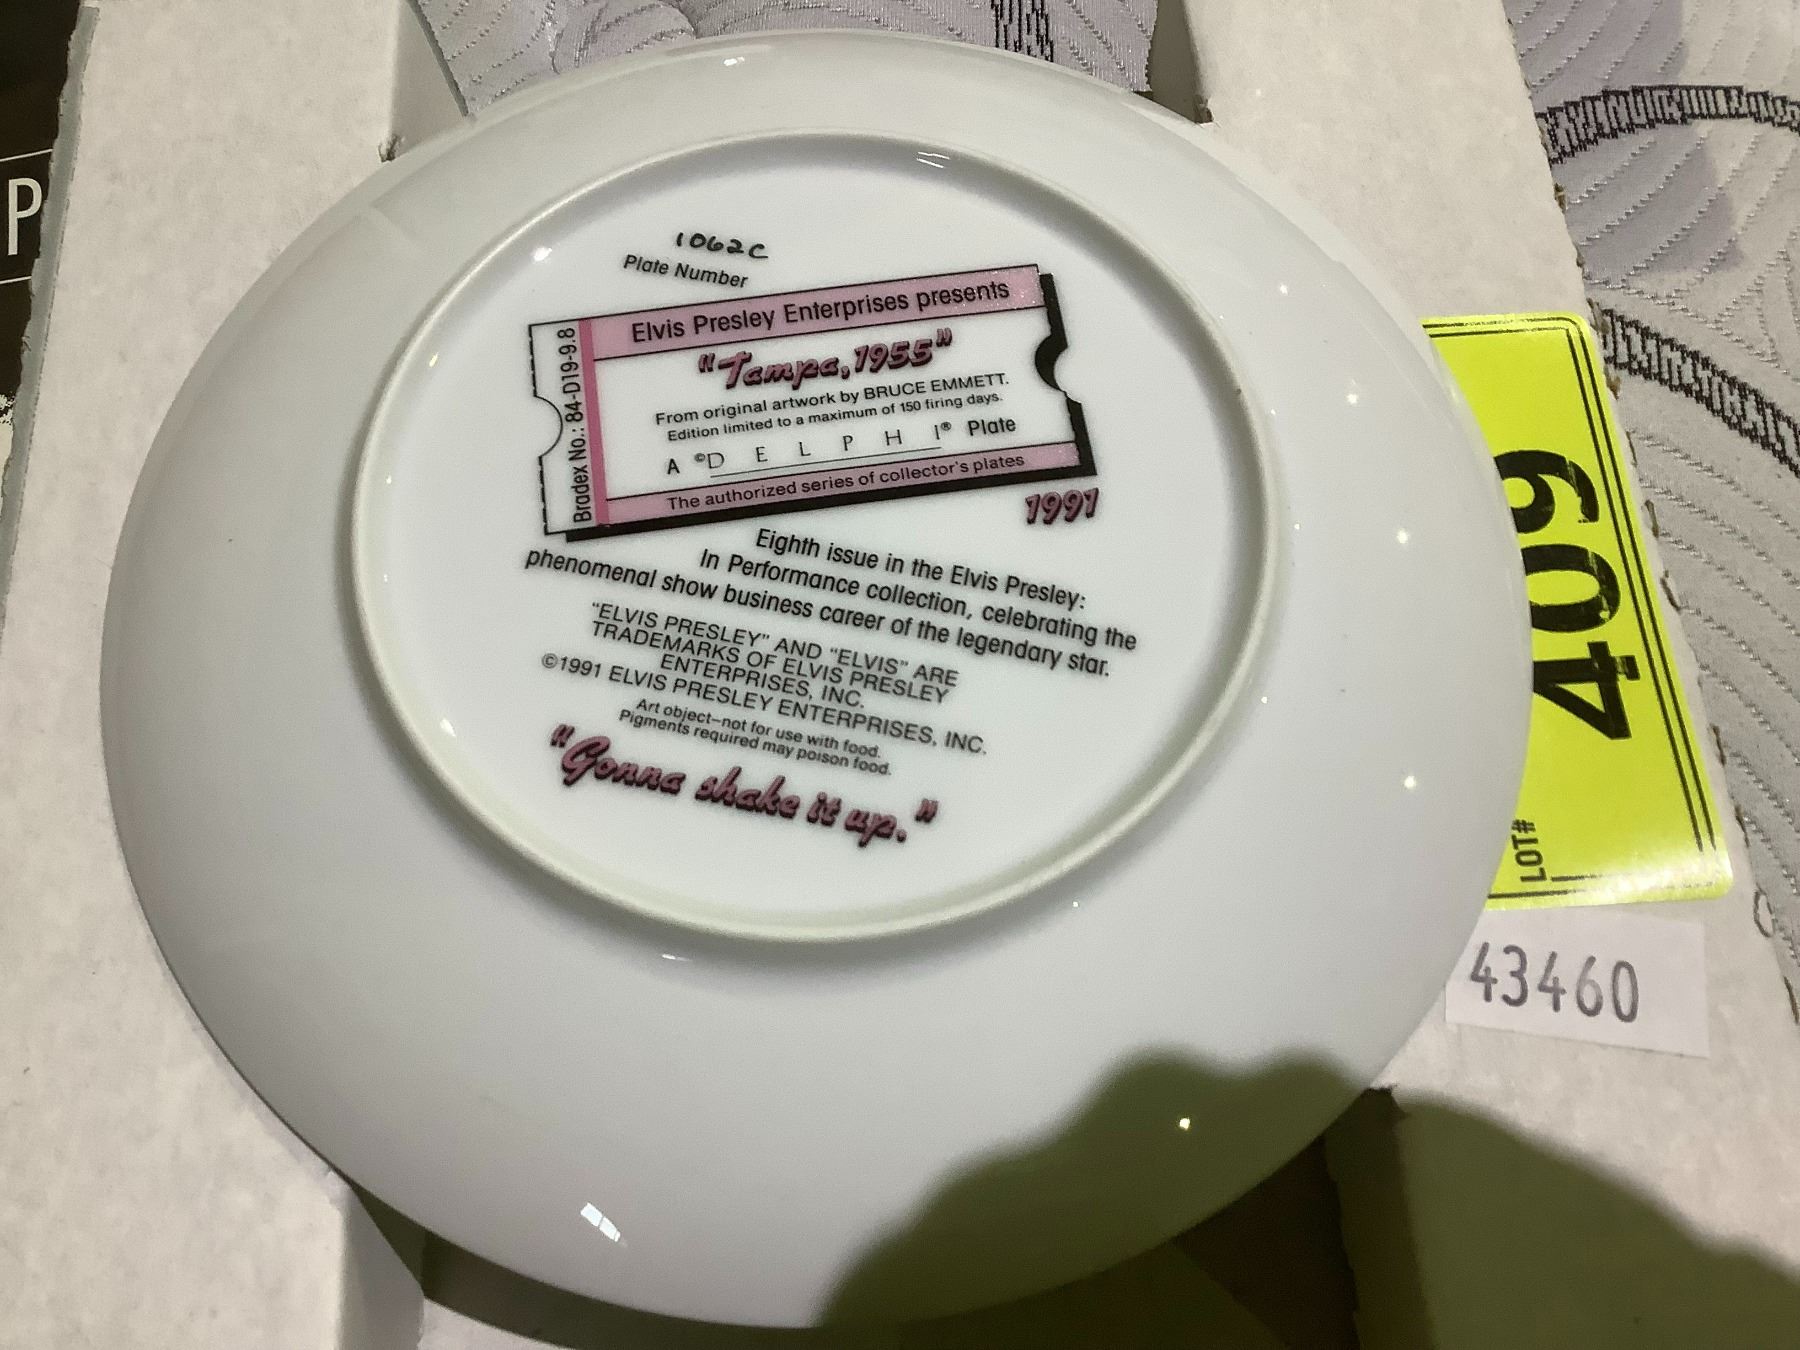 P
1062C
Plate Number
Elvis Presley Enterprises presents
"Tampa, 1955"
From original artwork by BRUCE EMMETT.
Edition limited to a maximum of 150 firing days.
A ©DELPHI® Plate
The authorized series of collector's plates
Bradex No.: 84-D19-9.8
1991
Eighth issue in the Elvis Presley:
In Performance collection, celebrating the
phenomenal show business career of the legendary star.
"ELVIS PRESLEY" AND "ELVIS" ARE
TRADEMARKS OF ELVIS PRESLEY
ENTERPRISES, INC.
©1991 ELVIS PRESLEY ENTERPRISES, INC.
Art object–not for use with food.
Pigments required may poison food.
"Gonna shake it up."
LOT#
409
43460